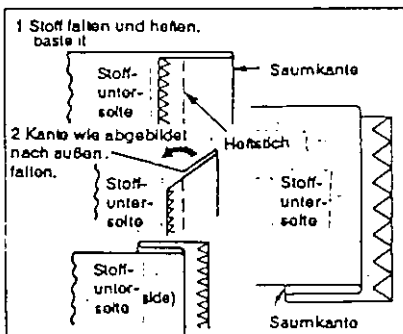 1 Stoff falten und heften.
baste it
Stoff-
unter-
seite
Saumkante
Heftstich
2 Kante wie abgebildet
nach außen
falten.
Stoff-
unter-
seite
Stoff-
unter-
seite
Stoff-
unter-
seite side)
Saumkante